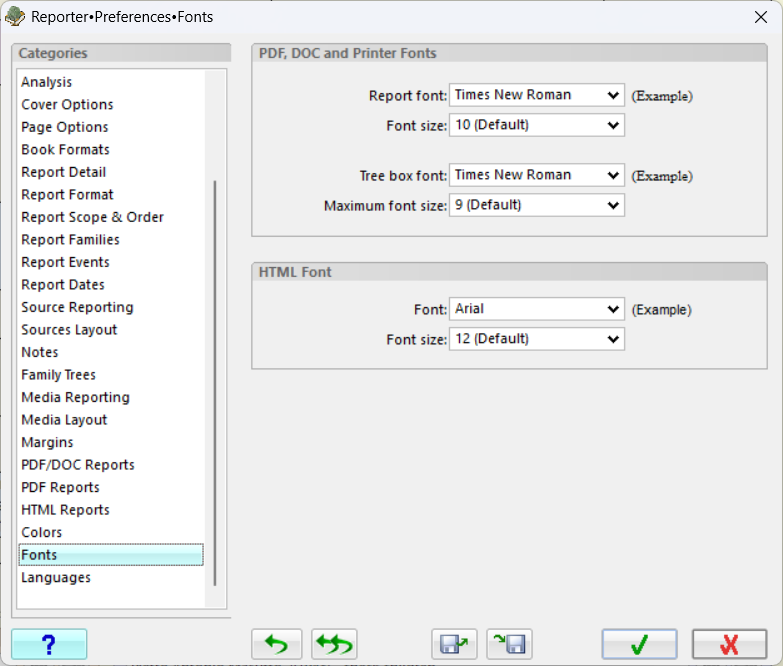 Reporter•Preferences•Fonts
Categories
Analysis
Cover Options
Page Options
Book Formats
Report Detail
Report Format
Report Scope & Order
Report Families
Report Events
Report Dates
Source Reporting
Sources Layout
Notes
Family Trees
Media Reporting
Media Layout
Margins
PDF/DOC Reports
PDF Reports
HTML Reports
Colors
Fonts
Languages
PDF, DOC and Printer Fonts
Report font: Times New Roman (Example)
Font size: 10 (Default)
Tree box font: Times New Roman (Example)
Maximum font size: 9 (Default)
HTML Font
Font: Arial (Example)
Font size: 12 (Default)
?